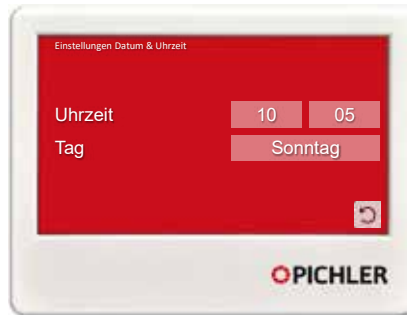 Einstellungen Datum & Uhrzeit
Uhrzeit 10 05
Tag Sonntag
PICHLER